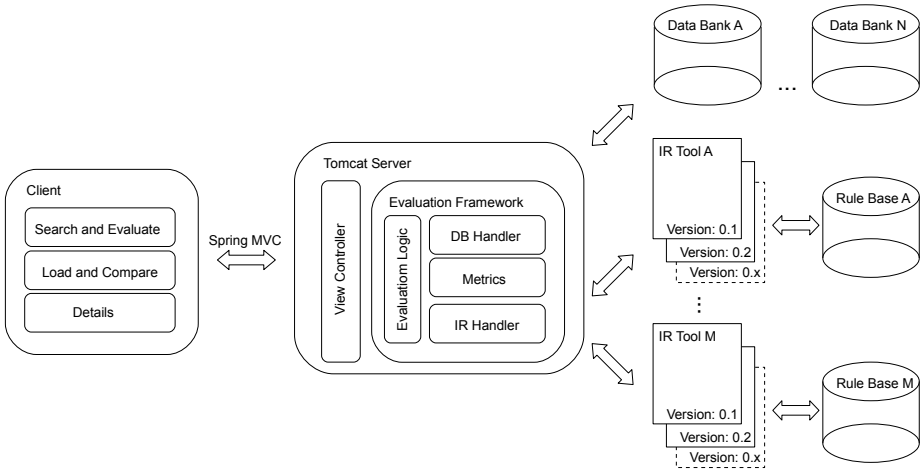 Data Bank A
Data Bank N
...
Tomcat Server
IR Tool A
Client
Evaluation Framework
Rule Base A
Search and Evaluate
Spring MVC
View Controller
Evaluatiom Logic
DB Handler
Version: 0.1
Version: 0.2
Version: 0.x
Load and Compare
Metrics
Details
IR Handler
...
IR Tool M
Rule Base M
Version: 0.1
Version: 0.2
Version: 0.x